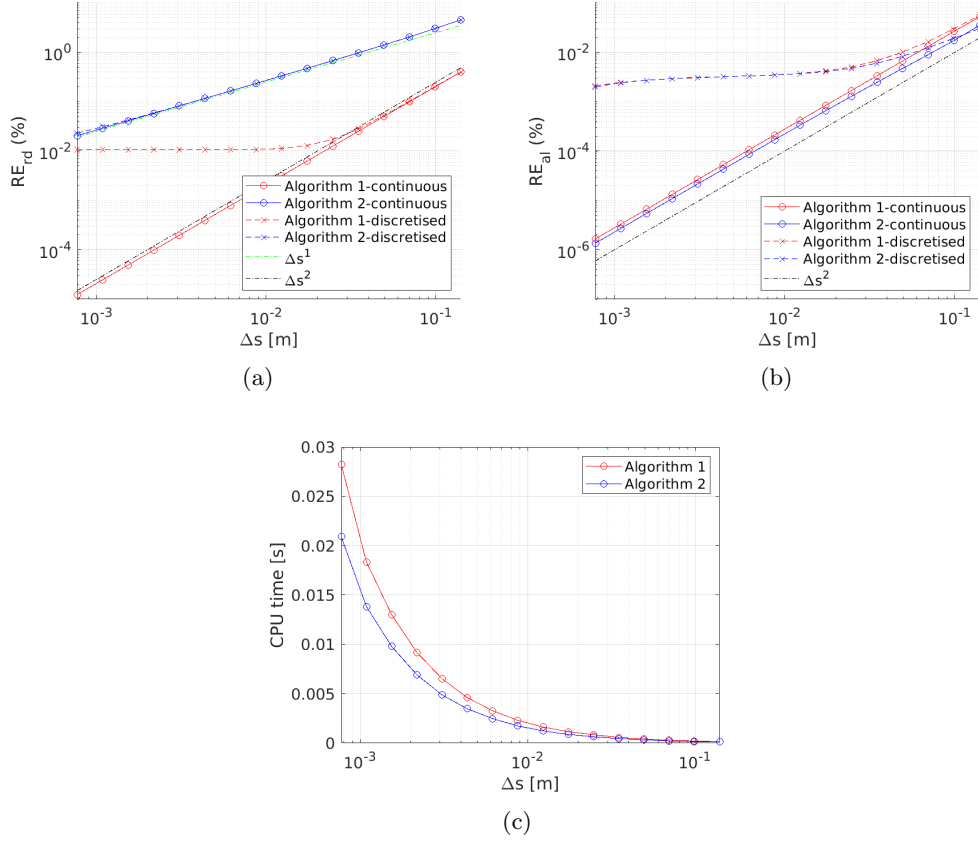 10^0
10^-2
10^-4
RE_rd (%)
10^-3
10^-2
10^-1
Δs [m]
Algorithm 1-continuous
Algorithm 2-continuous
Algorithm 1-discretised
Algorithm 2-discretised
Δs^1
Δs^2
(a)
10^-2
10^-4
10^-6
RE_al (%)
10^-3
10^-2
10^-1
Δs [m]
Algorithm 1-continuous
Algorithm 2-continuous
Algorithm 1-discretised
Algorithm 2-discretised
Δs^2
(b)
0.03
0.025
0.02
0.015
0.01
0.005
0
CPU time [s]
10^-3
10^-2
10^-1
Δs [m]
Algorithm 1
Algorithm 2
(c)